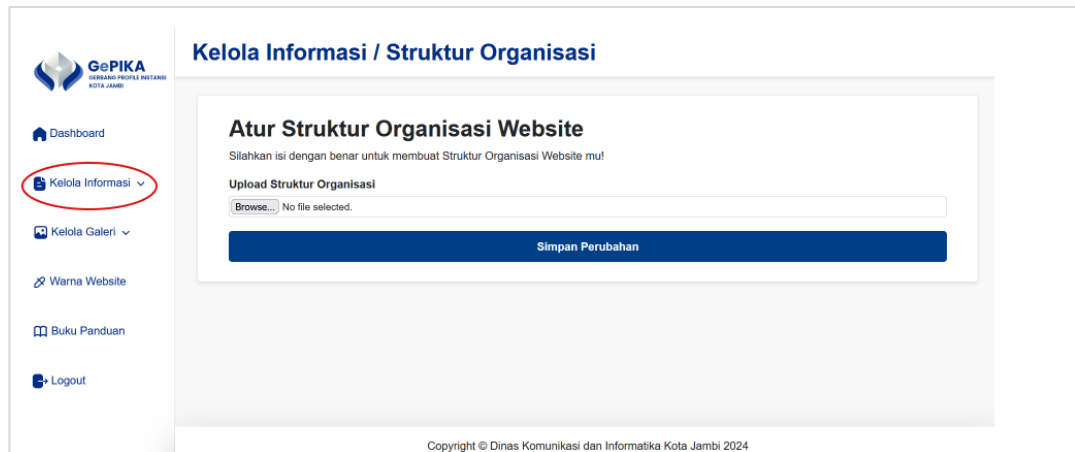 GePIKA
GERBANG PROFILE INSTANSI
KOTA JAMBI
Dashboard
Kelola Informasi
Kelola Galeri
Warna Website
Buku Panduan
Logout
Kelola Informasi / Struktur Organisasi
Atur Struktur Organisasi Website
Silahkan isi dengan benar untuk membuat Struktur Organisasi Website mu!
Upload Struktur Organisasi
Browse... No file selected.
Simpan Perubahan
Copyright © Dinas Komunikasi dan Informatika Kota Jambi 2024